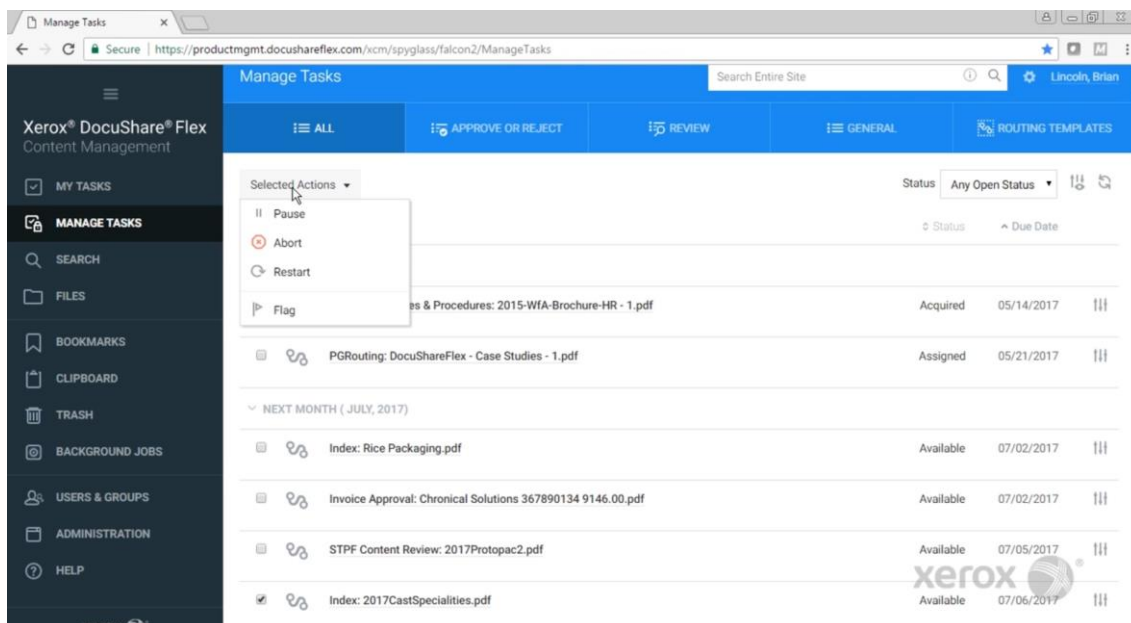 Manage Tasks
Secure | https://productmgmt.docushareflex.com/xcm/spyglass/falcon2/ManageTasks
Manage Tasks
Search Entire Site
Lincoln, Brian
Xerox® DocuShare® Flex
Content Management
ALL
APPROVE OR REJECT
REVIEW
GENERAL
ROUTING TEMPLATES
MY TASKS
MANAGE TASKS
SEARCH
FILES
BOOKMARKS
CLIPBOARD
TRASH
BACKGROUND JOBS
USERS & GROUPS
ADMINISTRATION
HELP
Selected Actions
Status Any Open Status
Pause
Abort
Restart
Flag
Status Due Date
es & Procedures: 2015-WfA-Brochure-HR - 1.pdf Acquired 05/14/2017
PGRouting: DocuShareFlex - Case Studies - 1.pdf Assigned 05/21/2017
NEXT MONTH ( JULY, 2017)
Index: Rice Packaging.pdf Available 07/02/2017
Invoice Approval: Chronical Solutions 367890134 9146.00.pdf Available 07/02/2017
STPF Content Review: 2017Protopac2.pdf Available 07/05/2017
Index: 2017CastSpecialities.pdf Available 07/06/2017
xerox®